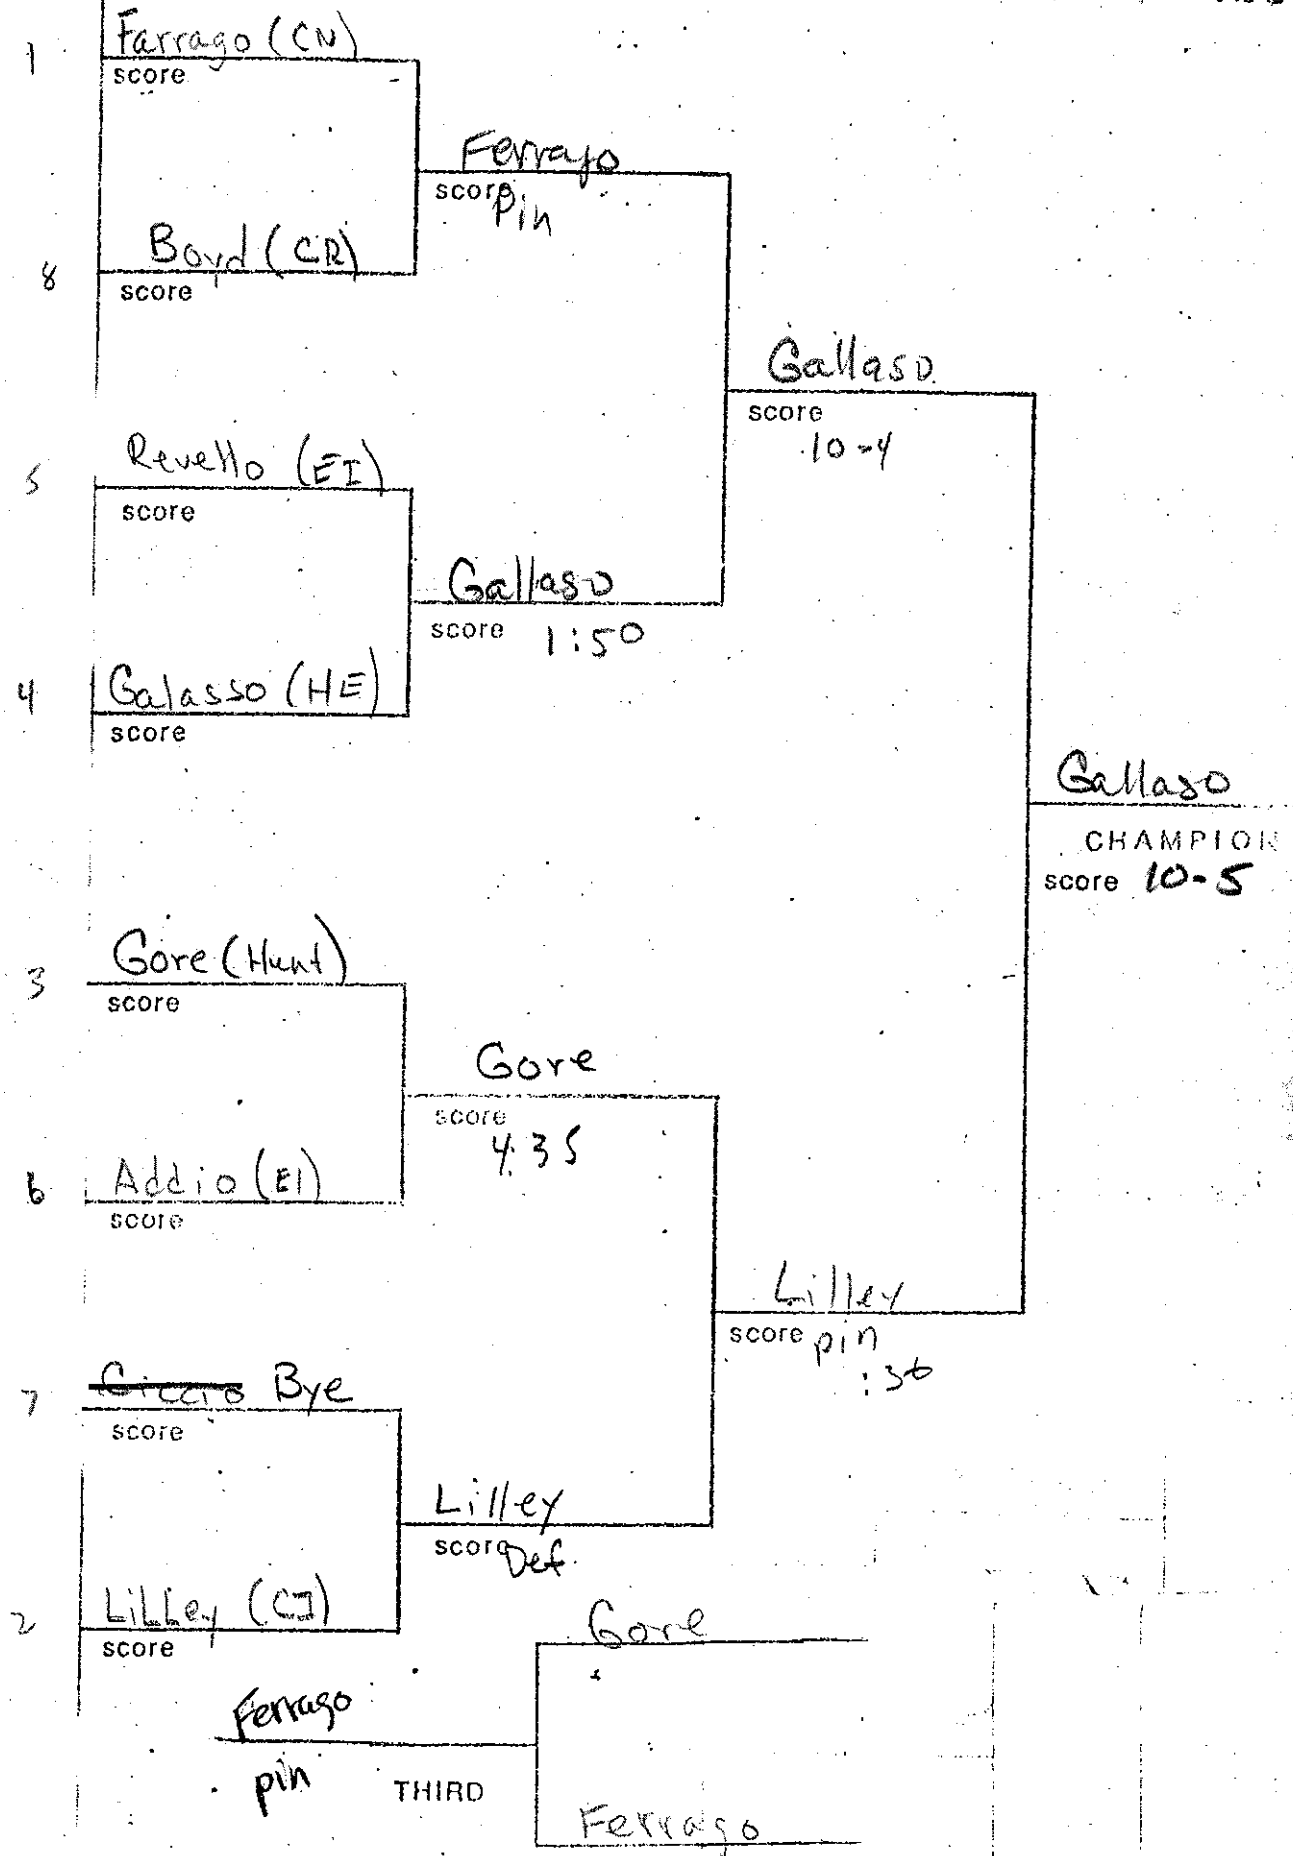 1 Farrago (CN)
score
Ferrago
score Pin
8 Boyd (CR)
score
Gallaso
score
10-4
5 Revello (EI)
score
Gallaso
score 1:50
4 Galasso (HE)
score
Gallaso
CHAMPION
score 10-5
3 Gore (Hunt)
score
Gore
score
4:35
6 Addio (EI)
score
Lilley
score pin
:36
7 Ciccio Bye
score
Lilley
score Def.
2 LiLLey (CJ)
score
Gore
Ferrago
pin THIRD
Ferrago